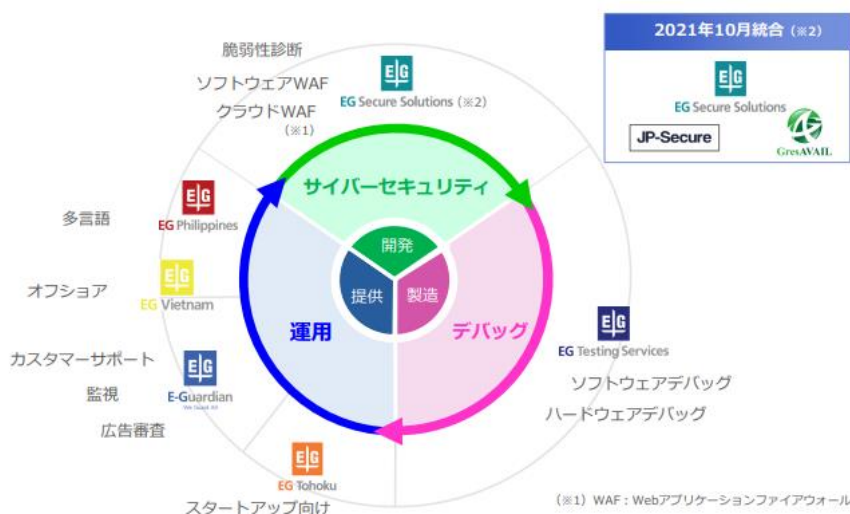 脆弱性診断
ソフトウェアWAF
クラウドWAF
(※1)
EG Secure Solutions (※2)
2021年10月統合 (※2)
EG Secure Solutions
JP-Secure
GresAVAIL
サイバーセキュリティ
開発
提供
製造
運用
デバッグ
多言語
EG Philippines
オフショア
EG Vietnam
カスタマーサポート
監視
広告審査
E-Guardian
EG Tohoku
スタートアップ向け
EG Testing Services
ソフトウェアデバッグ
ハードウェアデバッグ
(※1) WAF:Webアプリケーションファイアウォール